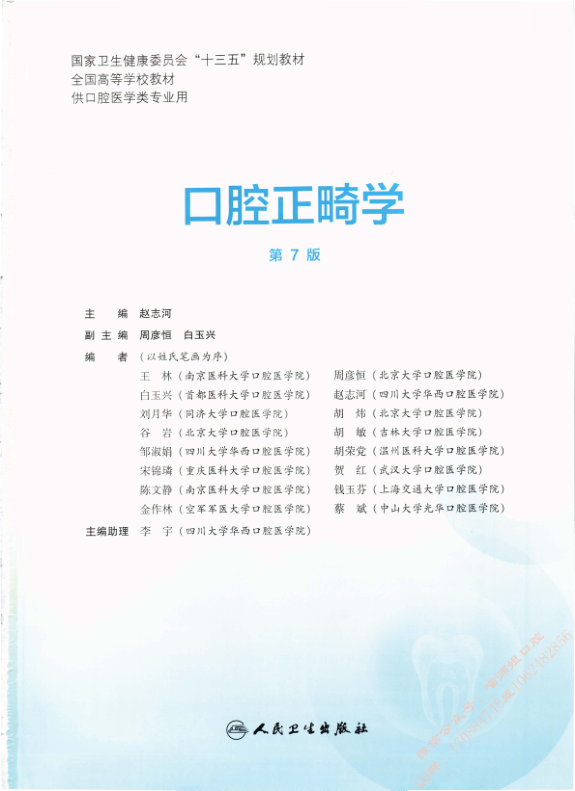 国家卫生健康委员会“十三五”规划教材
全国高等学校教材
供口腔医学类专业用
口腔正畸学
第 7 版
主 编 赵志河
副主编 周彦恒 白玉兴
编 者 (以姓氏笔画为序)
王 林(南京医科大学口腔医学院) 周彦恒(北京大学口腔医学院)
白玉兴(首都医科大学口腔医学院) 赵志河(四川大学华西口腔医学院)
刘月华(同济大学口腔医学院) 胡 炜(北京大学口腔医学院)
谷 岩(北京大学口腔医学院) 胡 敏(吉林大学口腔医学院)
邹淑娟(四川大学华西口腔医学院) 胡荣党(温州医科大学口腔医学院)
宋锦璘(重庆医科大学口腔医学院) 贺 红(武汉大学口腔医学院)
陈文静(南京医科大学口腔医学院) 钱玉芬(上海交通大学口腔医学院)
金作林(空军军医大学口腔医学院) 蔡 斌(中山大学光华口腔医学院)
主编助理 李 宇(四川大学华西口腔医学院)
人民卫生出版社